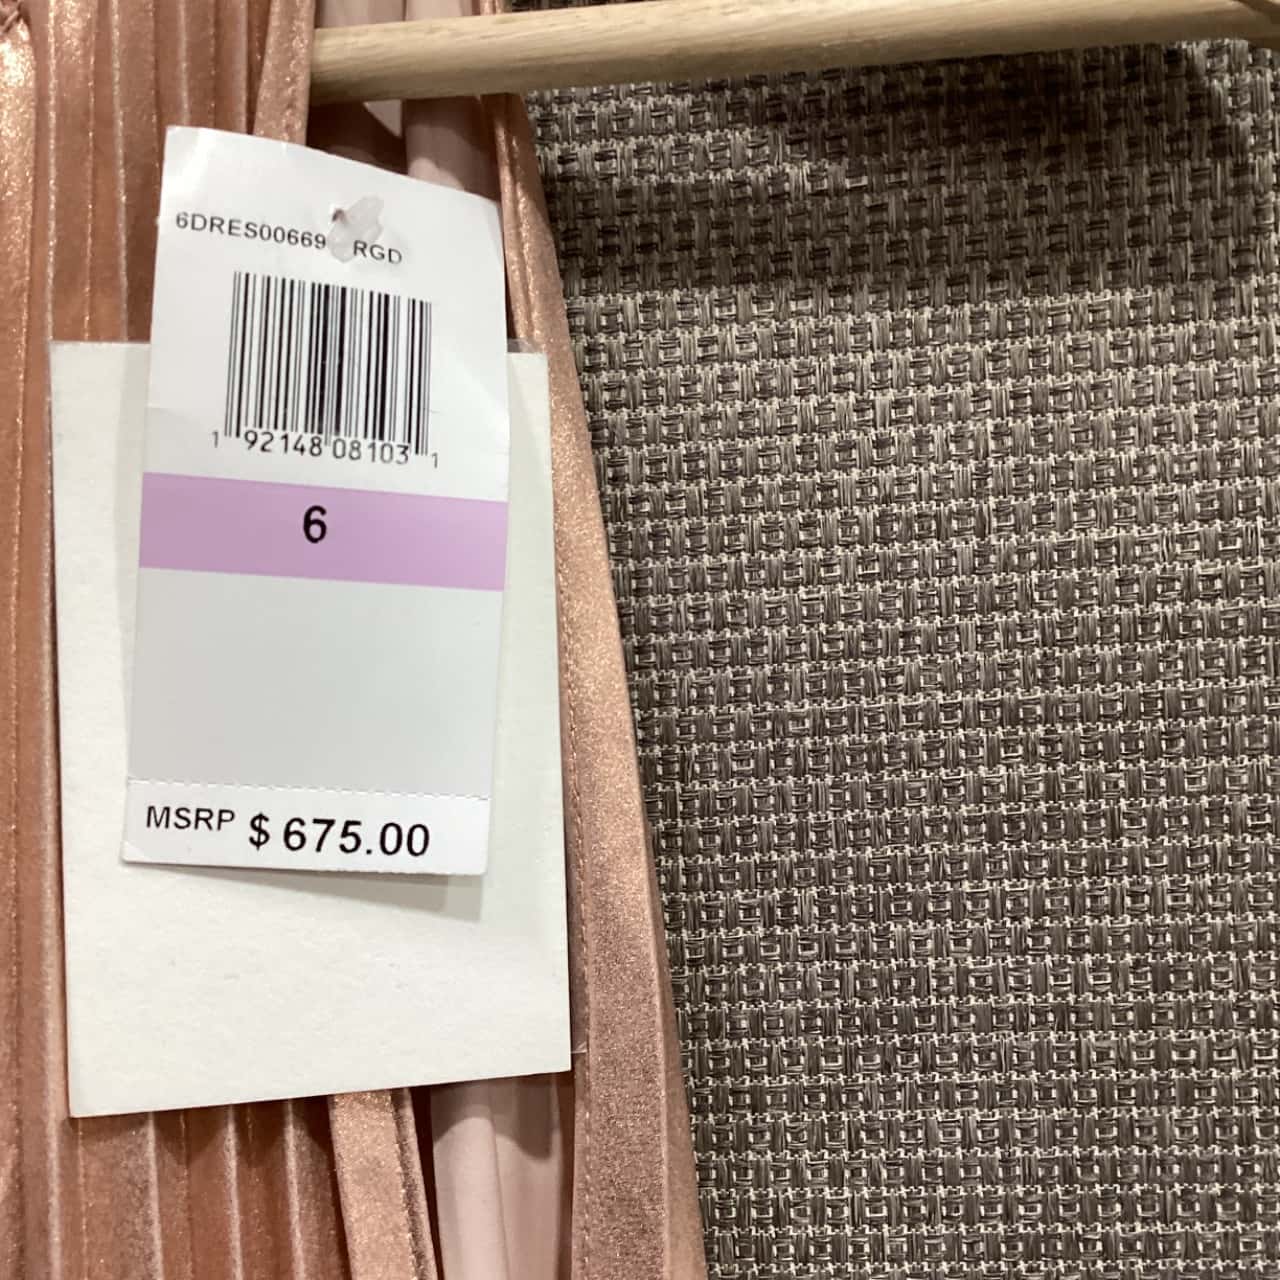 6DRES00669 RGD
1 92148 08103 1
6
MSRP $ 675.00